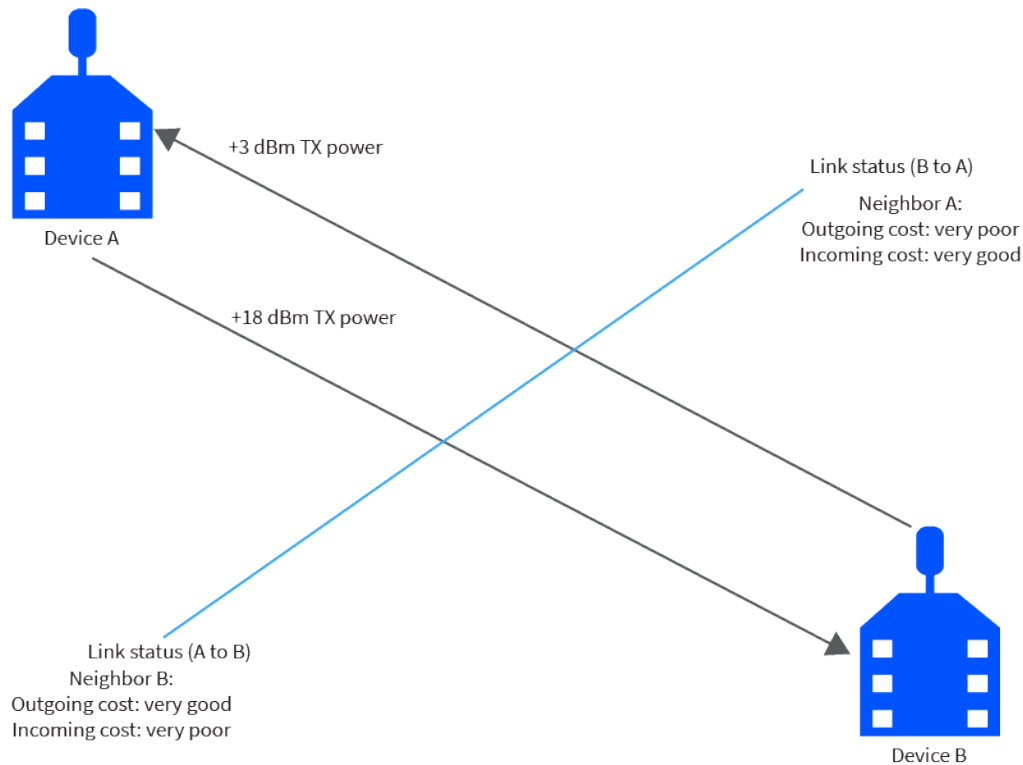 +3 dBm TX power
Link status (B to A)
Neighbor A:
Outgoing cost: very poor
Incoming cost: very good
Device A
+18 dBm TX power
Link status (A to B)
Neighbor B:
Outgoing cost: very good
Incoming cost: very poor
Device B